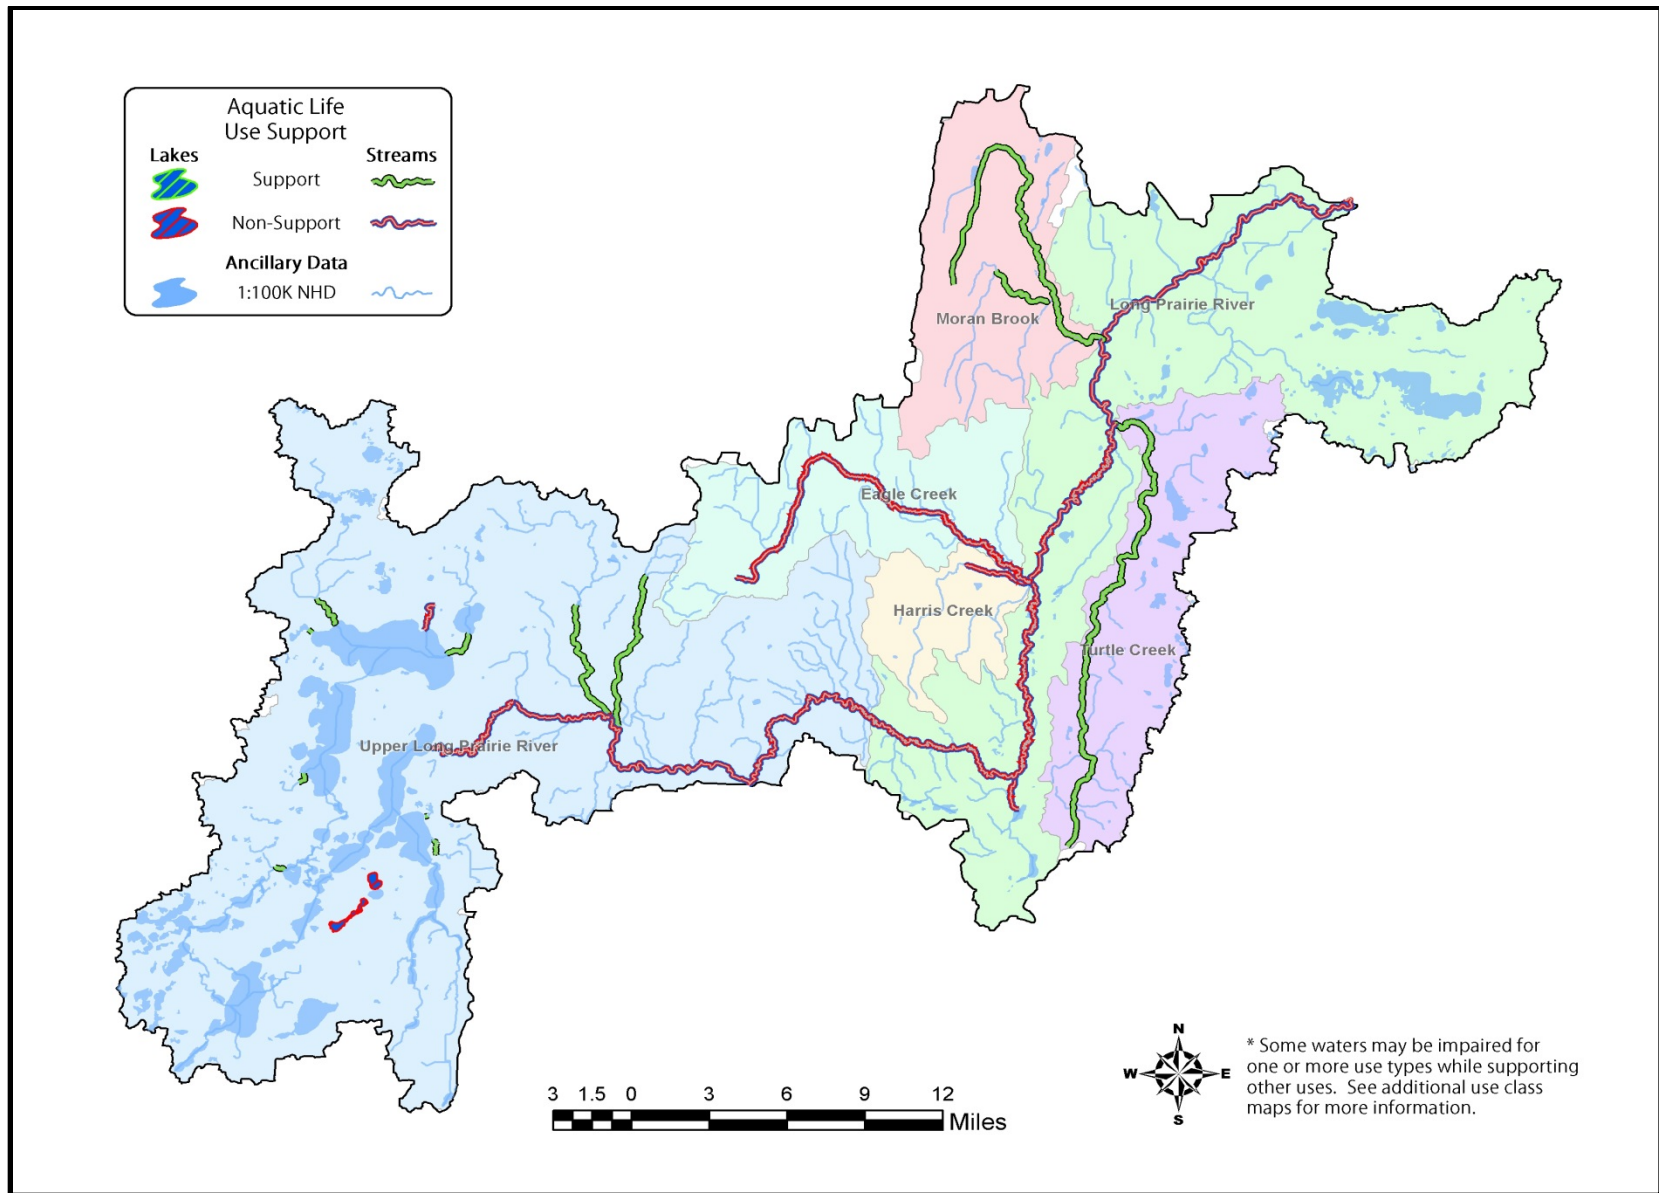 Aquatic Life
Use Support
Lakes Streams
Support
Non-Support
Ancillary Data
1:100K NHD
Long Prairie River
Moran Brook
Eagle Creek
Harris Creek
Turtle Creek
Upper Long Prairie River
N
W E
S
* Some waters may be impaired for
one or more use types while supporting
other uses. See additional use class
maps for more information.
3 1.5 0 3 6 9 12
Miles